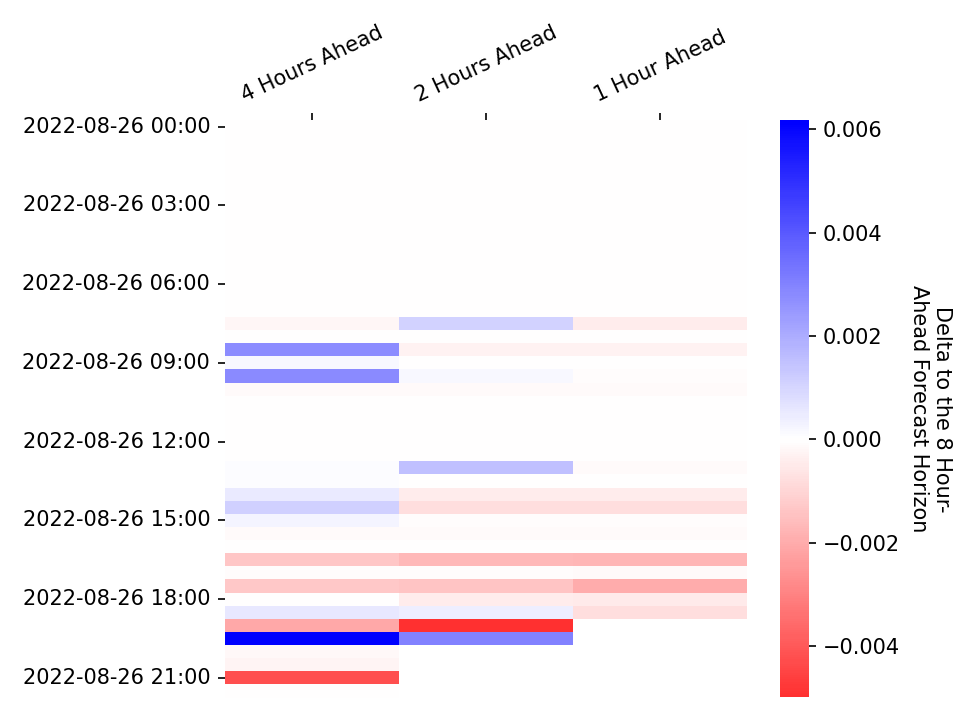 4 Hours Ahead
2 Hours Ahead
1 Hour Ahead
2022-08-26 00:00
2022-08-26 03:00
2022-08-26 06:00
2022-08-26 09:00
2022-08-26 12:00
2022-08-26 15:00
2022-08-26 18:00
2022-08-26 21:00
0.006
0.004
0.002
0.000
−0.002
−0.004
Delta to the 8 Hour-
Ahead Forecast Horizon